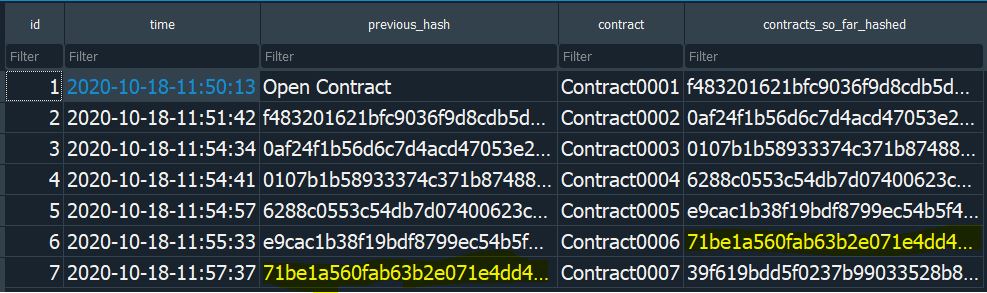 id time previous_hash contract contracts_so_far_hashed
Filter Filter Filter Filter Filter
1 2020-10-18-11:50:13 Open Contract Contract0001 f483201621bfc9036f9d8cdb5d...
2 2020-10-18-11:51:42 f483201621bfc9036f9d8cdb5d... Contract0002 0af24f1b56d6c7d4acd47053e2...
3 2020-10-18-11:54:34 0af24f1b56d6c7d4acd47053e2... Contract0003 0107b1b58933374c371b87488...
4 2020-10-18-11:54:41 0107b1b58933374c371b87488... Contract0004 6288c0553c54db7d07400623c...
5 2020-10-18-11:54:57 6288c0553c54db7d07400623c... Contract0005 e9cac1b38f19bdf8799ec54b5f4...
6 2020-10-18-11:55:33 e9cac1b38f19bdf8799ec54b5f... Contract0006 71be1a560fab63b2e071e4dd4...
7 2020-10-18-11:57:37 71be1a560fab63b2e071e4dd4... Contract0007 39f619bdd5f0237b99033528b8...